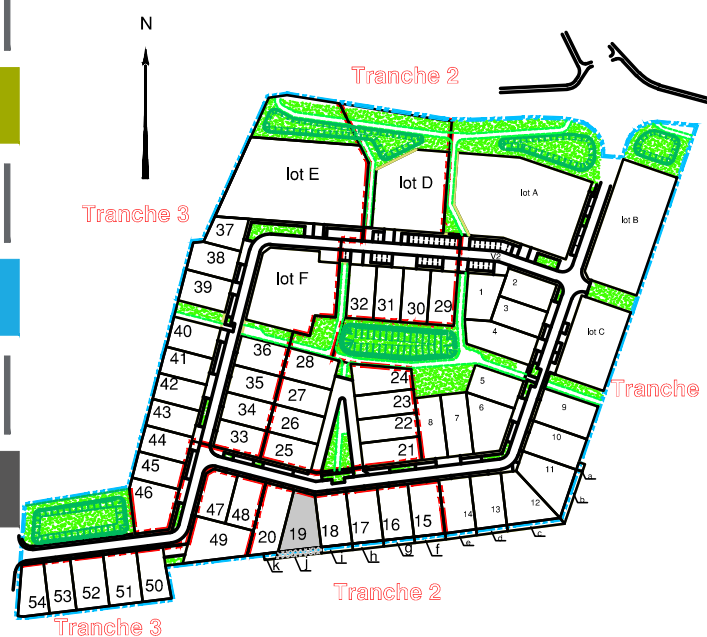 N
Tranche 2
lot E
lot D
lot A
lot B
Tranche 3
37
38
39
V2
lot F
32
31
30
29
1
2
3
4
lot C
40
41
42
43
44
45
46
36
35
34
33
28
27
26
25
24
23
22
21
8
7
5
6
Tranche
9
10
11
12
13
14
47
48
49
20
19
18
17
16
15
a
b
c
d
e
f
g
h
i
j
k
54
53
52
51
50
Tranche 2
Tranche 3